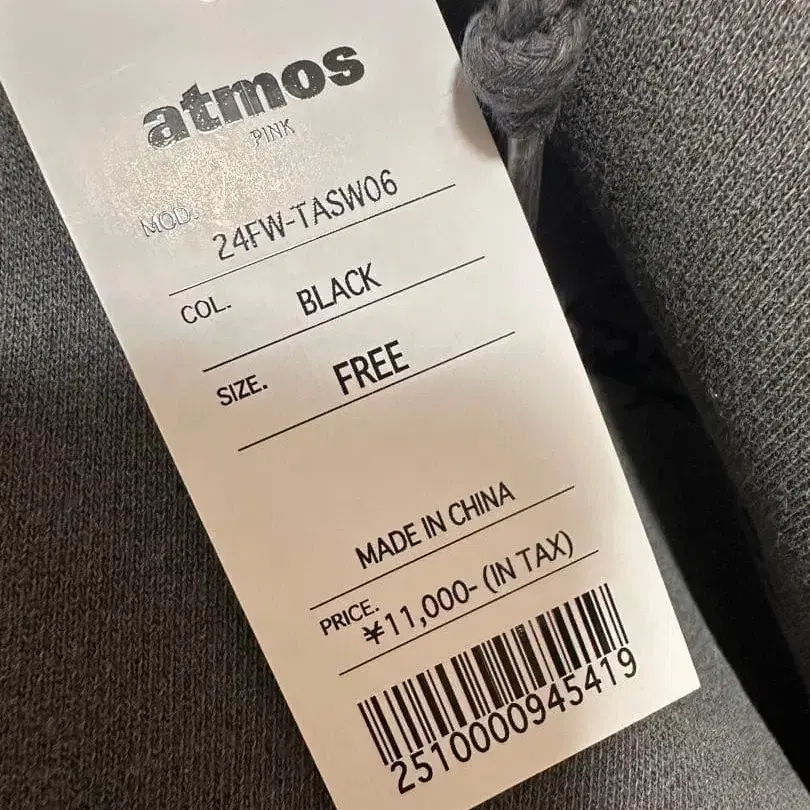 atmos
PINK
MOD. 24FW-TASW06
COL. BLACK
SIZE. FREE
MADE IN CHINA
PRICE. ¥11,000- (IN TAX)
2510000945419